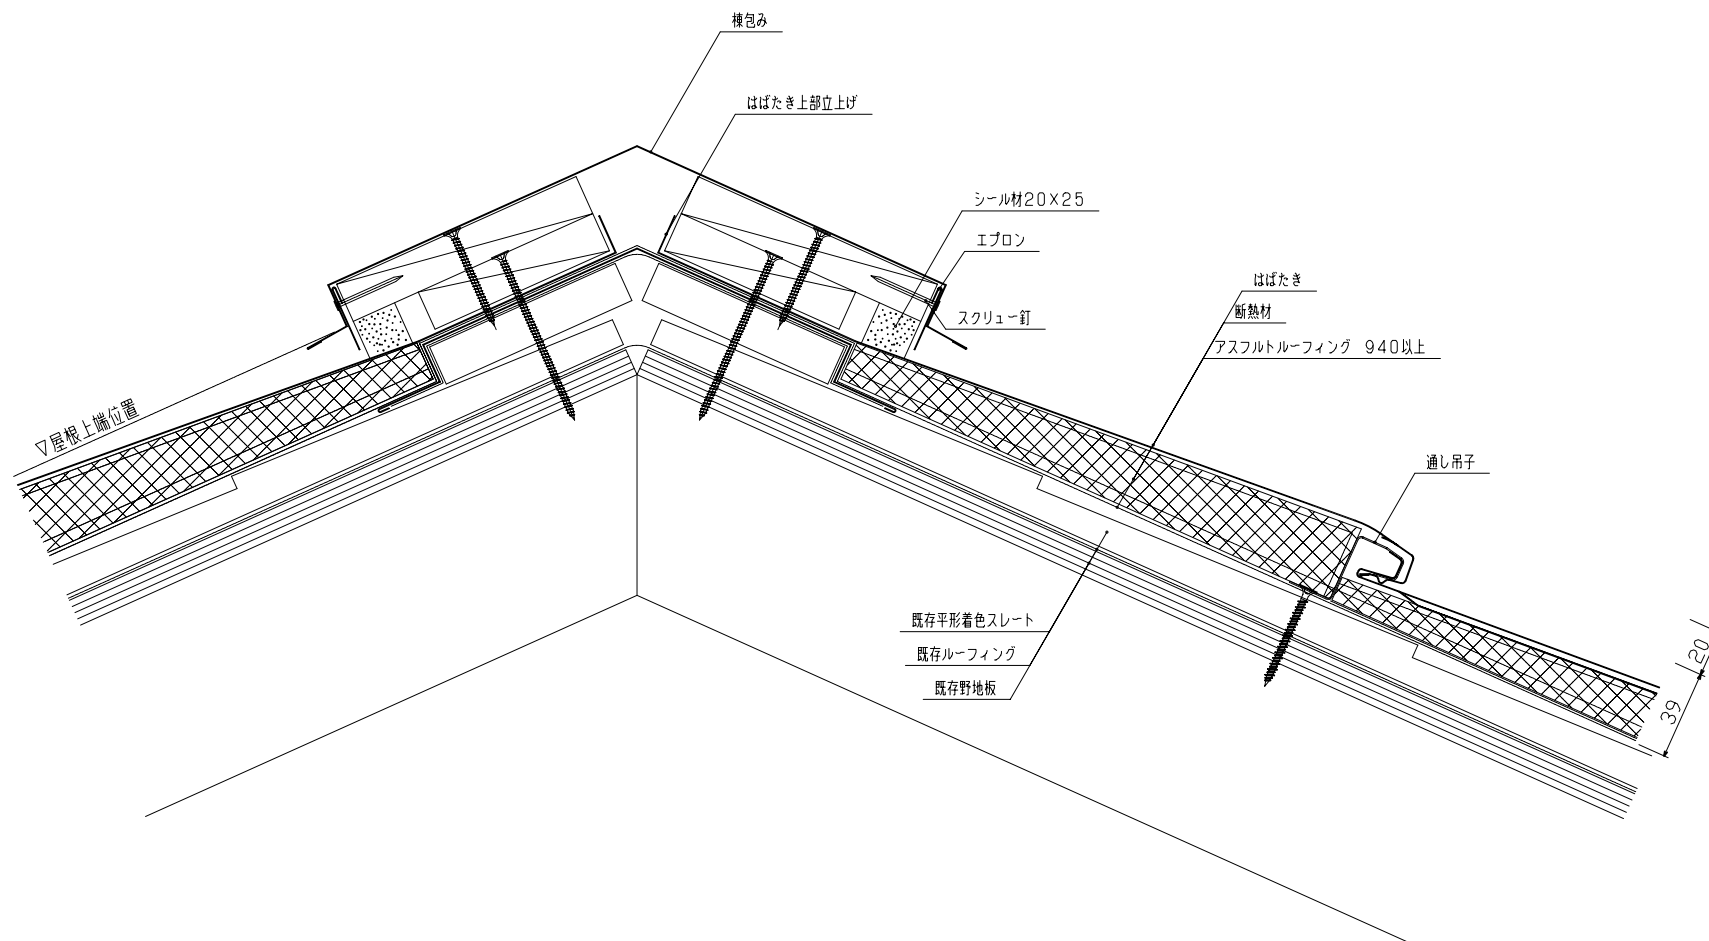 棟包み
はばたき上部立上げ
シール材20×25
エプロン
スクリュー釘
はばたき
断熱材
アスフルトルーフィング 940以上
▽屋根上端位置
通し吊子
既存平形着色スレート
既存ルーフィング
既存野地板
20
39